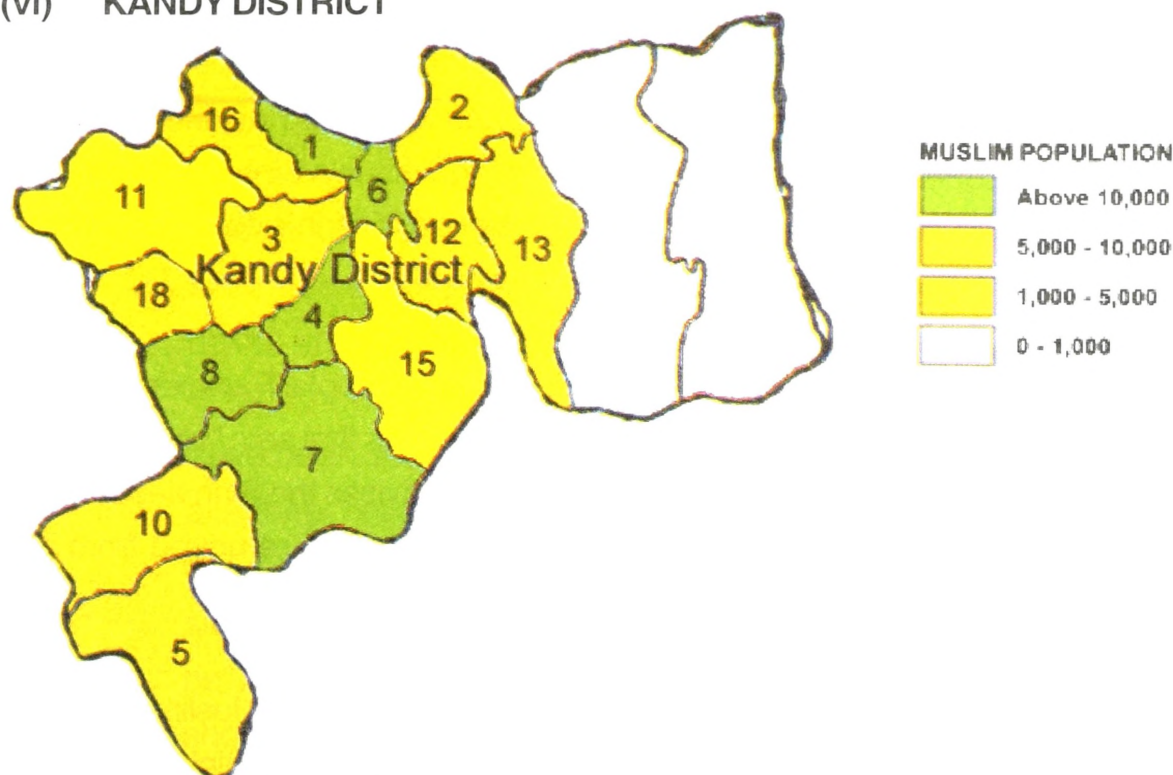 (vi) KANDY DISTRICT
16
2
1
11
6
3
12
13
Kandy District
18
4
8
15
7
10
5
MUSLIM POPULATION
Above 10,000
5,000 - 10,000
1,000 - 5,000
0 - 1,000